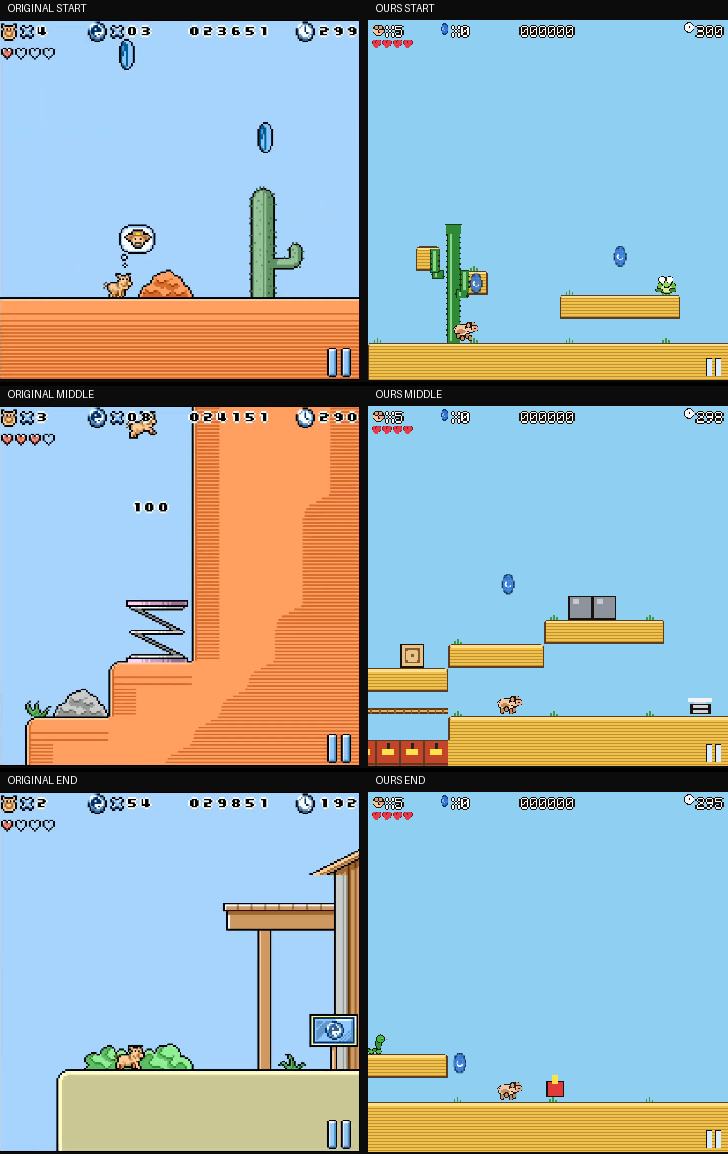 ORIGINAL START
OURS START
4 03 023651 299
×5 ×0 000000 300
ORIGINAL MIDDLE
OURS MIDDLE
3 08 024151 290
×5 ×0 000000 298
100
ORIGINAL END
OURS END
2 54 029851 192
×5 ×0 000000 295